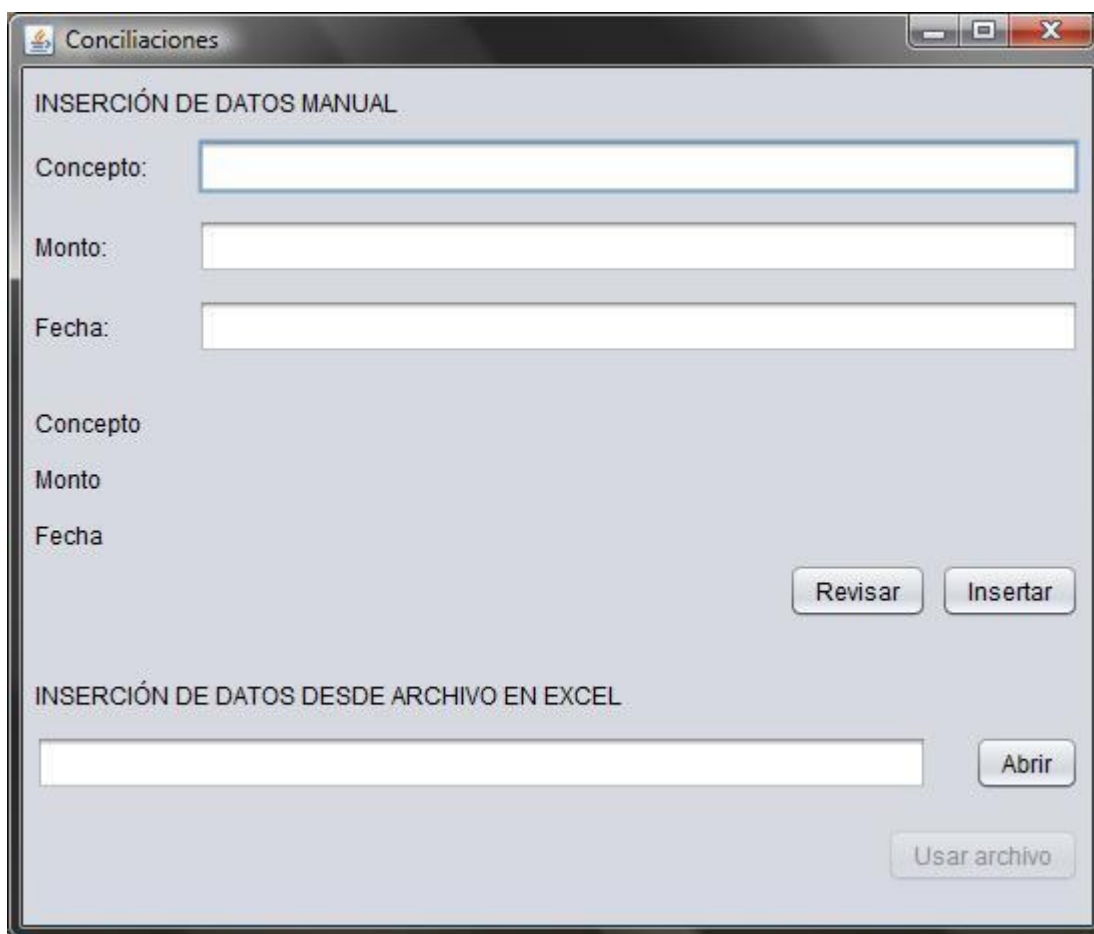 Conciliaciones
INSERCIÓN DE DATOS MANUAL
Concepto:
Monto:
Fecha:
Concepto
Monto
Fecha
Revisar Insertar
INSERCIÓN DE DATOS DESDE ARCHIVO EN EXCEL
Abrir
Usar archivo